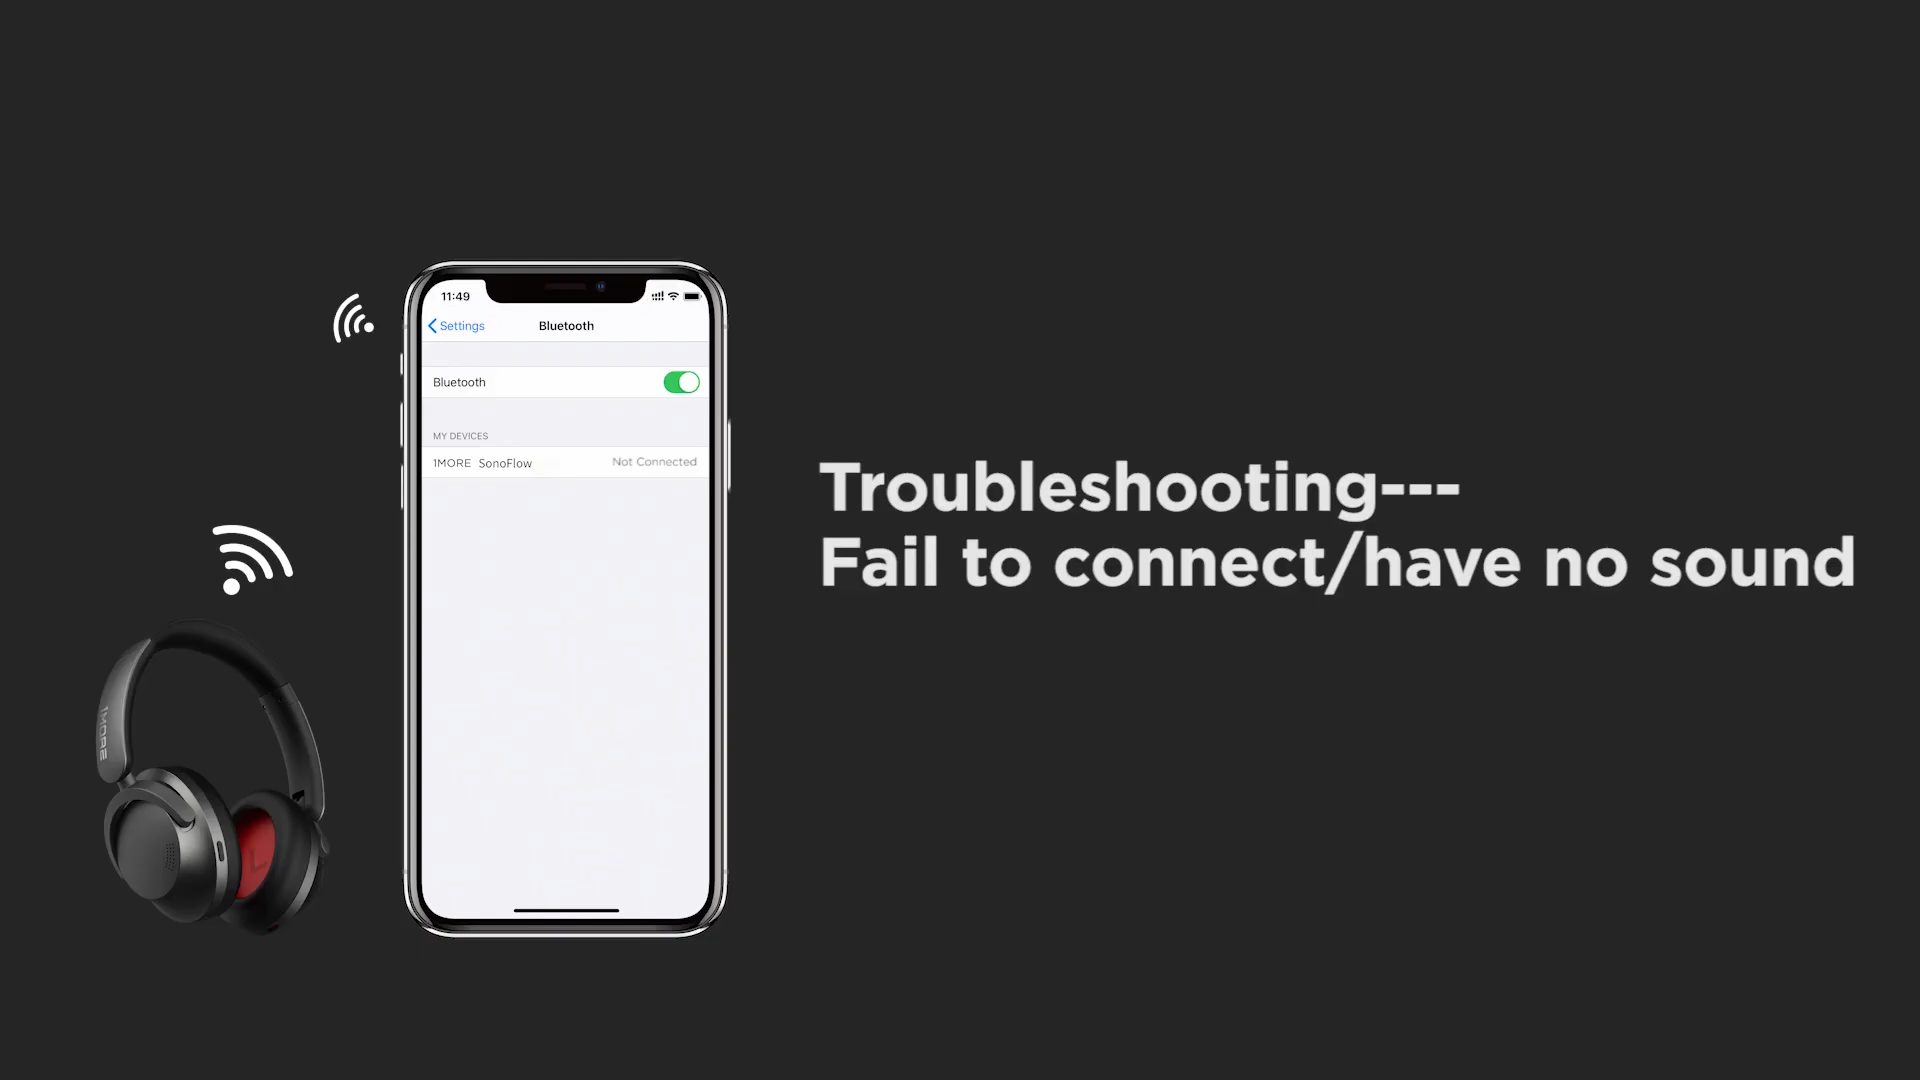 11:49
Settings
Bluetooth
Bluetooth
MY DEVICES
1MORE SonoFlow
Not Connected
Troubleshooting---
Fail to connect/have no sound
1MORE
L